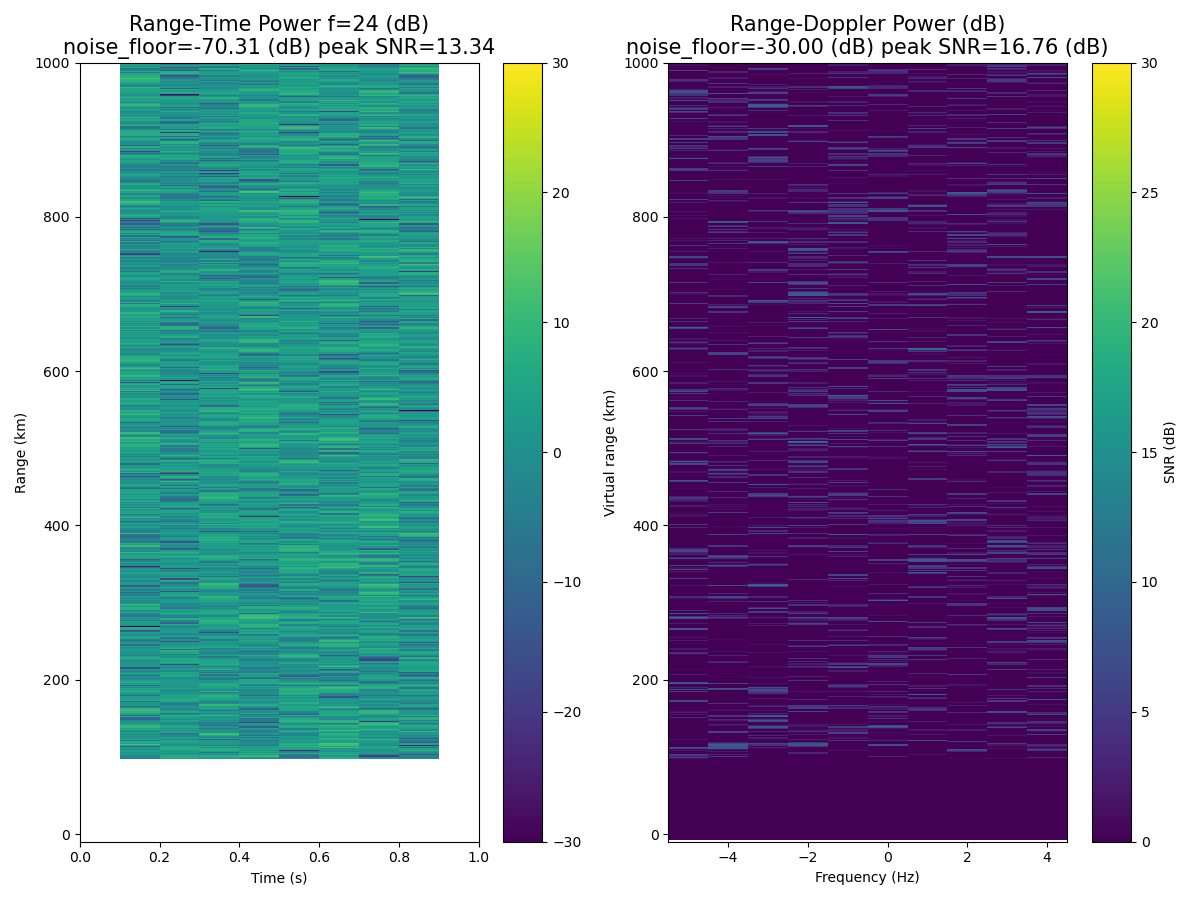 Range-Time Power f=24 (dB)
noise_floor=-70.31 (dB) peak SNR=13.34
Range-Doppler Power (dB)
noise_floor=-30.00 (dB) peak SNR=16.76 (dB)
1000
800
600
400
200
0
Range (km)
0.0 0.2 0.4 0.6 0.8 1.0
Time (s)
30
20
10
0
−10
−20
−30
1000
800
600
400
200
0
Virtual range (km)
−4 −2 0 2 4
Frequency (Hz)
30
25
20
15
10
5
0
SNR (dB)